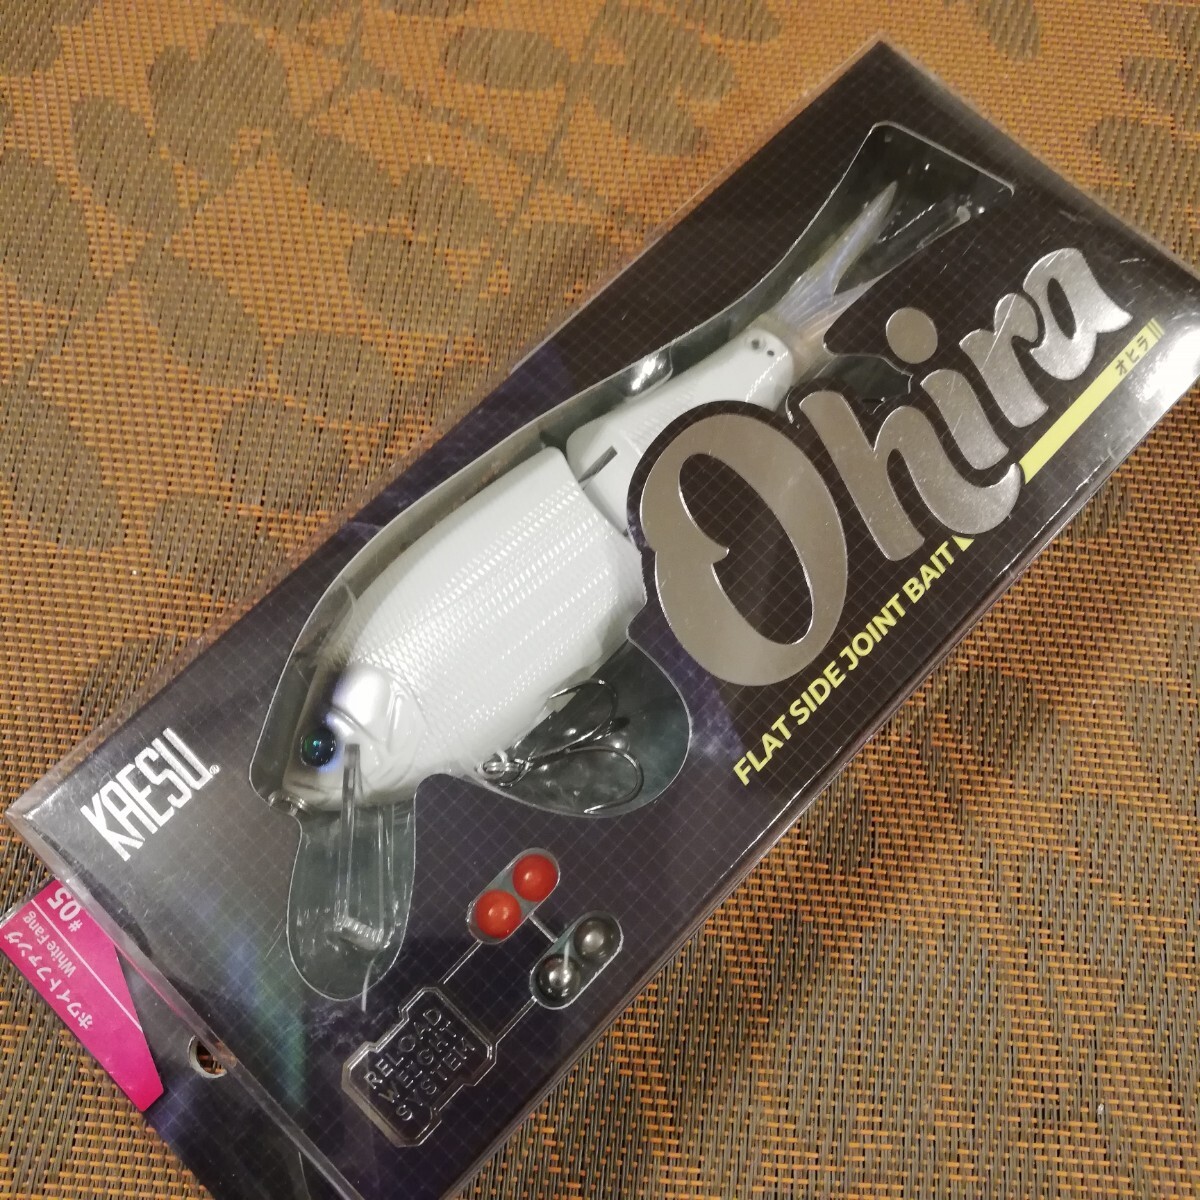 Ohira
オヒラ
FLAT SIDE JOINT BAIT
KAESU®
#05
White Fang
ホワイトファング
RELOAD
WEIGHT
SYSTEM